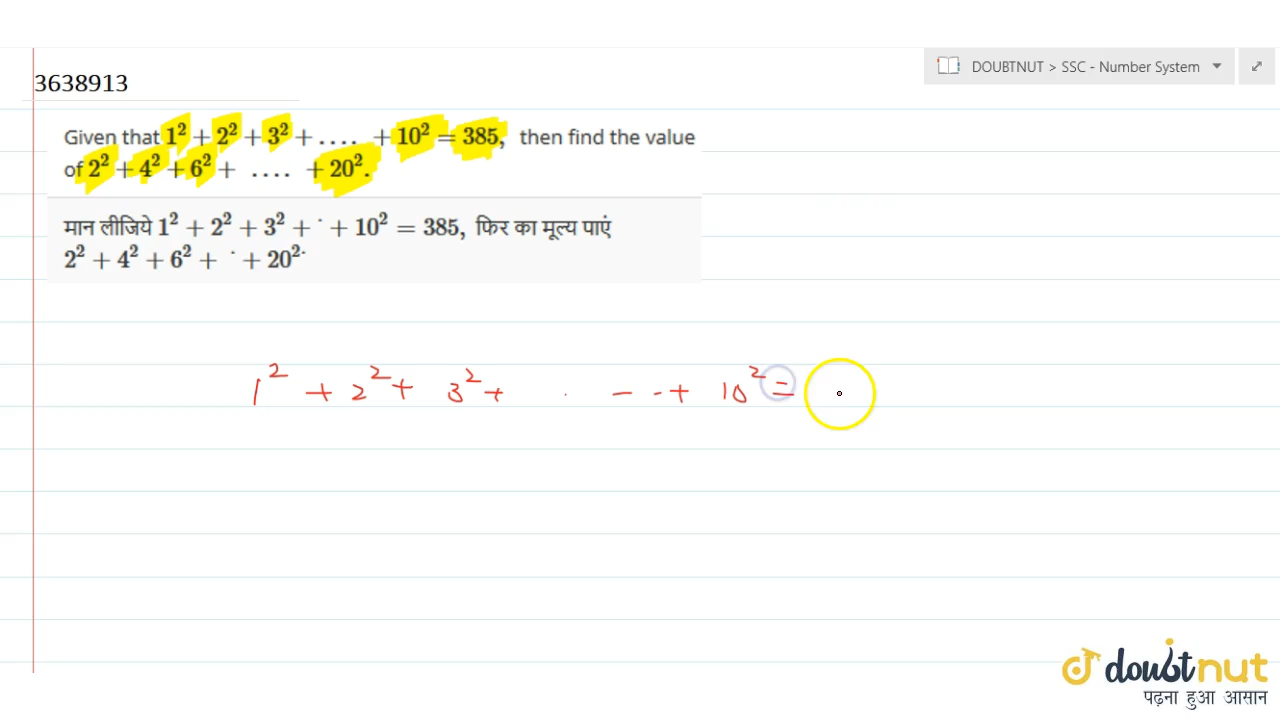 3638913
DOUBTNUT > SSC - Number System
Given that 1² + 2² + 3² + .... + 10² = 385, then find the value
of 2² + 4² + 6² + .... + 20².
मान लीजिये 1² + 2² + 3² + ˙ + 10² = 385, फिर का मूल्य पाएं
2² + 4² + 6² + ˙ + 20²·
1² + 2² + 3² + . - - + 10² =
doubtnut
पढ़ना हुआ आसान